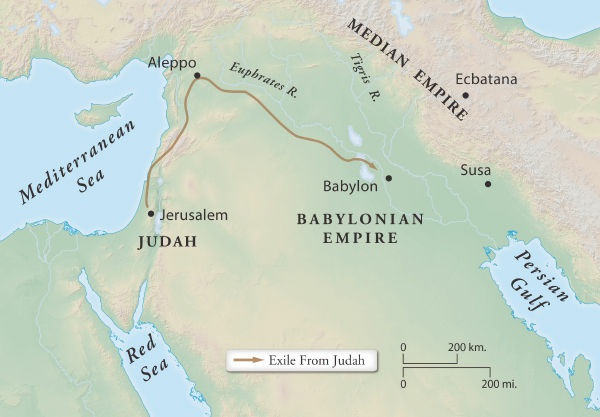 MEDIAN EMPIRE
Aleppo
Euphrates R.
Tigris R.
Ecbatana
Mediterranean
Sea
Susa
Babylon
Jerusalem
BABYLONIAN
EMPIRE
JUDAH
Persian
Gulf
Red
Sea
Exile From Judah
0 200 km.
0 200 mi.